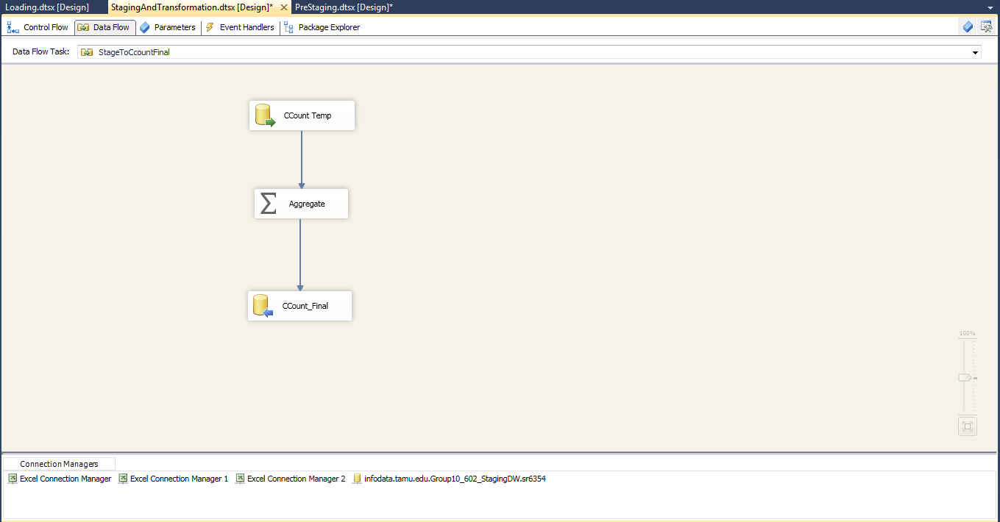 Loading.dtsx [Design] StagingAndTransformation.dtsx [Design]* PreStaging.dtsx [Design]*
Control Flow Data Flow Parameters Event Handlers Package Explorer
Data Flow Task: StageToCcountFinal
CCount Temp
Aggregate
CCount_Final
100%
Connection Managers
Excel Connection Manager Excel Connection Manager 1 Excel Connection Manager 2 infodata.tamu.edu.Group10_602_StagingDW.sr6354